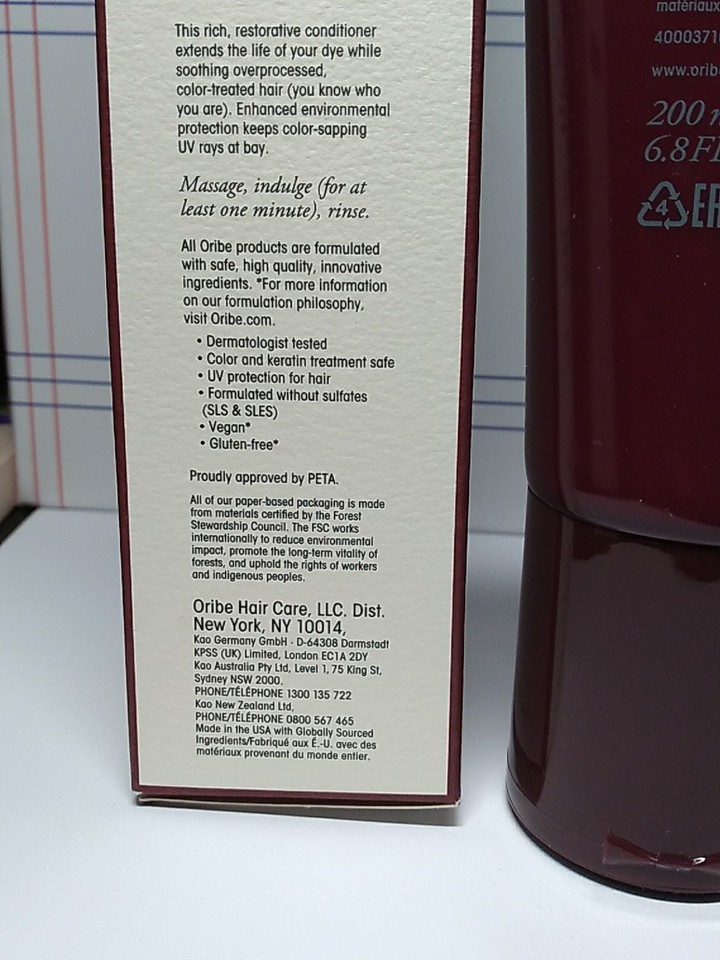 This rich, restorative conditioner
extends the life of your dye while
soothing overprocessed,
color-treated hair (you know who
you are). Enhanced environmental
protection keeps color-sapping
UV rays at bay.
Massage, indulge (for at
least one minute), rinse.
All Oribe products are formulated
with safe, high quality, innovative
ingredients. *For more information
on our formulation philosophy,
visit Oribe.com.
• Dermatologist tested
• Color and keratin treatment safe
• UV protection for hair
• Formulated without sulfates
(SLS & SLES)
• Vegan*
• Gluten-free*
Proudly approved by PETA.
All of our paper-based packaging is made
from materials certified by the Forest
Stewardship Council. The FSC works
internationally to reduce environmental
impact, promote the long-term vitality of
forests, and uphold the rights of workers
and indigenous peoples.
Oribe Hair Care, LLC. Dist.
New York, NY 10014,
Kao Germany GmbH - D-64308 Darmstadt
KPSS (UK) Limited, London EC1A 2DY
Kao Australia Pty Ltd, Level 1, 75 King St,
Sydney NSW 2000.
PHONE/TÉLÉPHONE 1300 135 722
Kao New Zealand Ltd,
PHONE/TÉLÉPHONE 0800 567 465
Made in the USA with Globally Sourced
Ingredients/Fabriqué aux É.-U. avec des
matériaux provenant du monde entier.
matériaux
4000371
www.oribe
200
6.8 FL
4